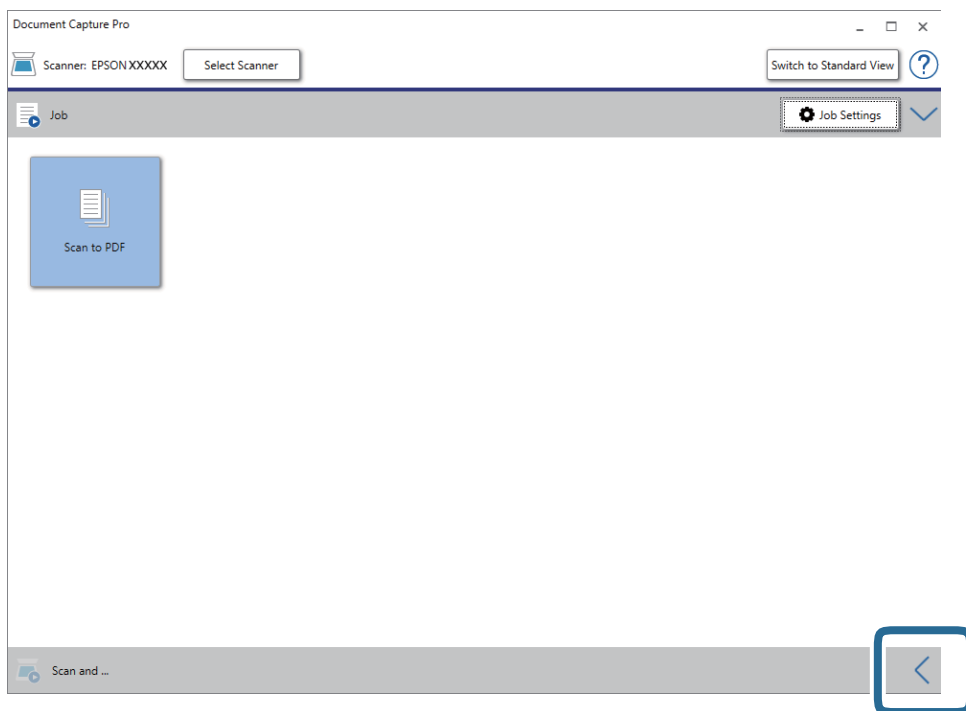 Document Capture Pro
Scanner: EPSON XXXXX
Select Scanner
Switch to Standard View
?
Job
Job Settings
Scan to PDF
Scan and ...